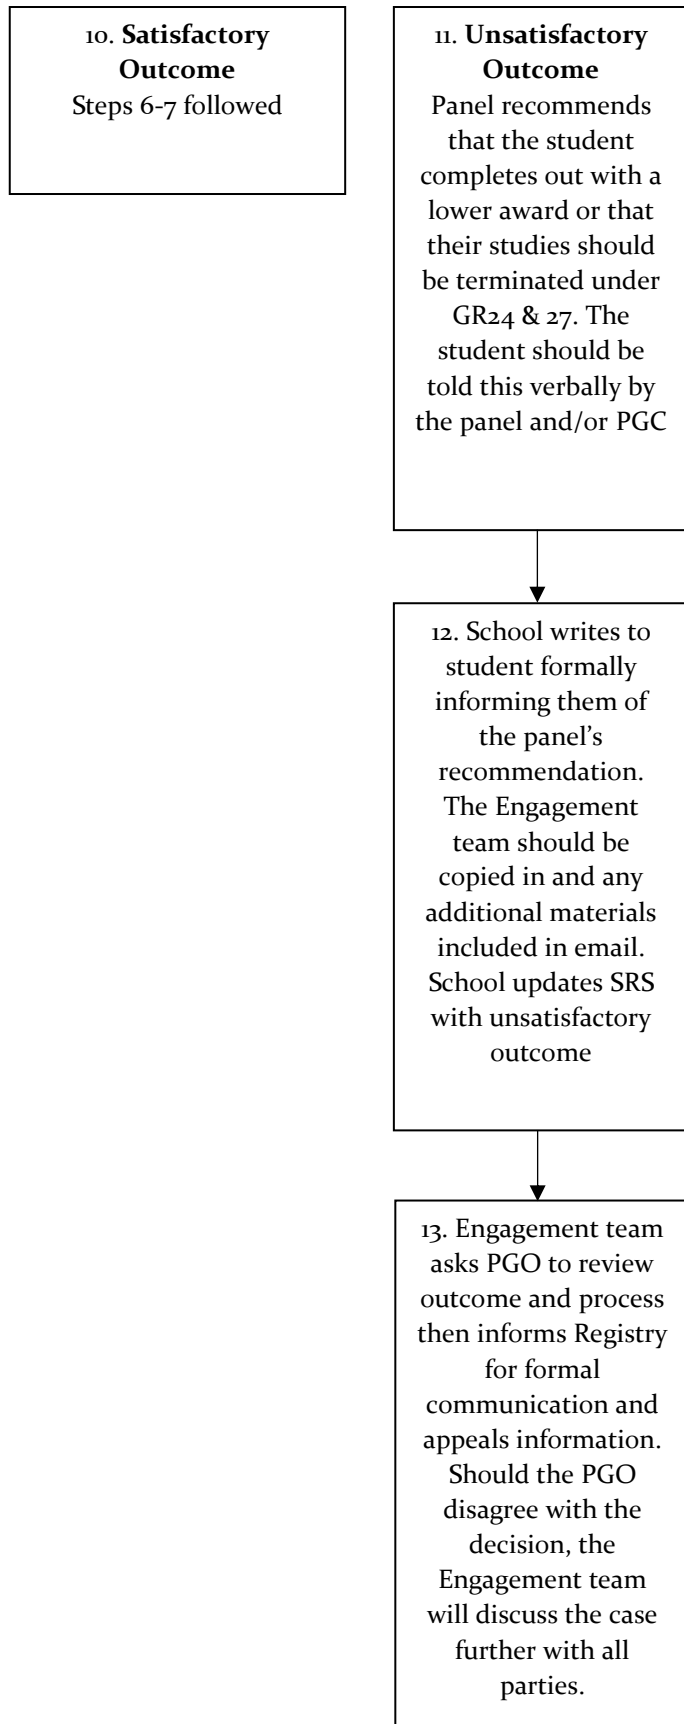 10. Satisfactory
Outcome
Steps 6-7 followed
11. Unsatisfactory
Outcome
Panel recommends
that the student
completes out with a
lower award or that
their studies should
be terminated under
GR24 & 27. The
student should be
told this verbally by
the panel and/or PGC
12. School writes to
student formally
informing them of
the panel's
recommendation.
The Engagement
team should be
copied in and any
additional materials
included in email.
School updates SRS
with unsatisfactory
outcome
13. Engagement team
asks PGO to review
outcome and process
then informs Registry
for formal
communication and
appeals information.
Should the PGO
disagree with the
decision, the
Engagement team
will discuss the case
further with all
parties.